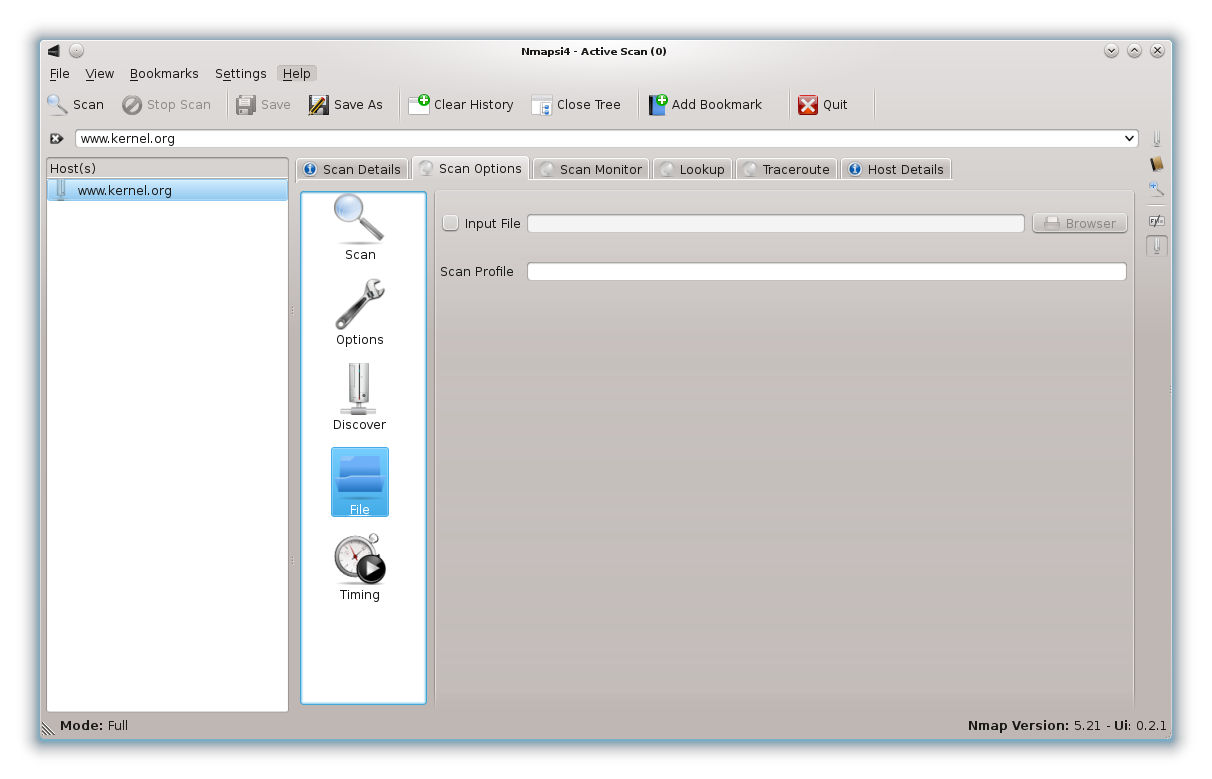 Nmapsi4 - Active Scan (0)
File View Bookmarks Settings Help
Scan Stop Scan Save Save As Clear History Close Tree Add Bookmark Quit
www.kernel.org
Host(s)
www.kernel.org
Scan Details Scan Options Scan Monitor Lookup Traceroute Host Details
Scan
Options
Discover
File
Timing
Input File Browser
Scan Profile
Mode: Full
Nmap Version: 5.21 - Ui: 0.2.1